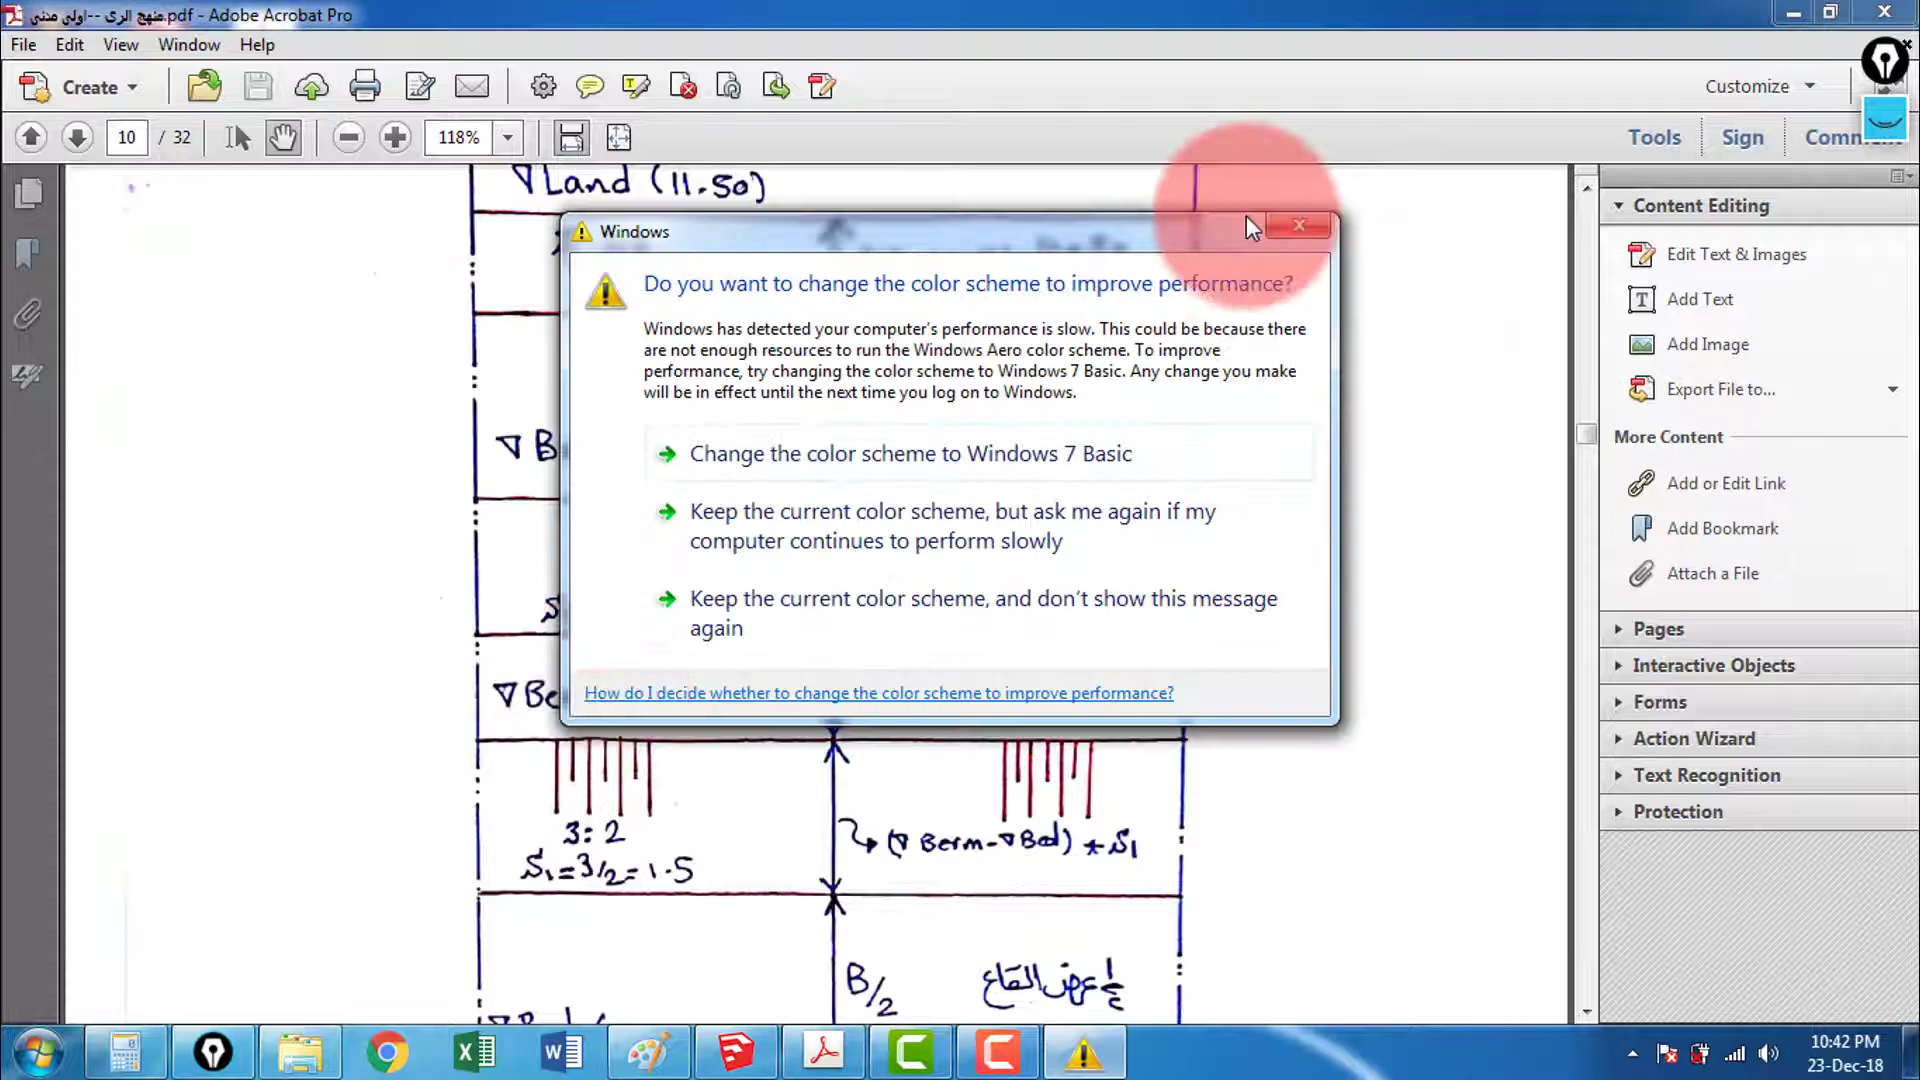 منهج الرى --اولى مدنى.pdf - Adobe Acrobat Pro
File Edit View Window Help
Create
Customize
10 / 32
118%
Tools Sign Comment
∇Land (11.50)
Windows
Do you want to change the color scheme to improve performance?
Windows has detected your computer's performance is slow. This could be because there
are not enough resources to run the Windows Aero color scheme. To improve
performance, try changing the color scheme to Windows 7 Basic. Any change you make
will be in effect until the next time you log on to Windows.
Change the color scheme to Windows 7 Basic
Keep the current color scheme, but ask me again if my
computer continues to perform slowly
Keep the current color scheme, and don't show this message
again
How do I decide whether to change the color scheme to improve performance?
∇B
S
∇Be
3:2
S₁=3/2=1.5
(∇Berm-∇Bed)*S₁
B/2
½ عرض القاع
Content Editing
Edit Text & Images
Add Text
Add Image
Export File to...
More Content
Add or Edit Link
Add Bookmark
Attach a File
Pages
Interactive Objects
Forms
Action Wizard
Text Recognition
Protection
10:42 PM
23-Dec-18